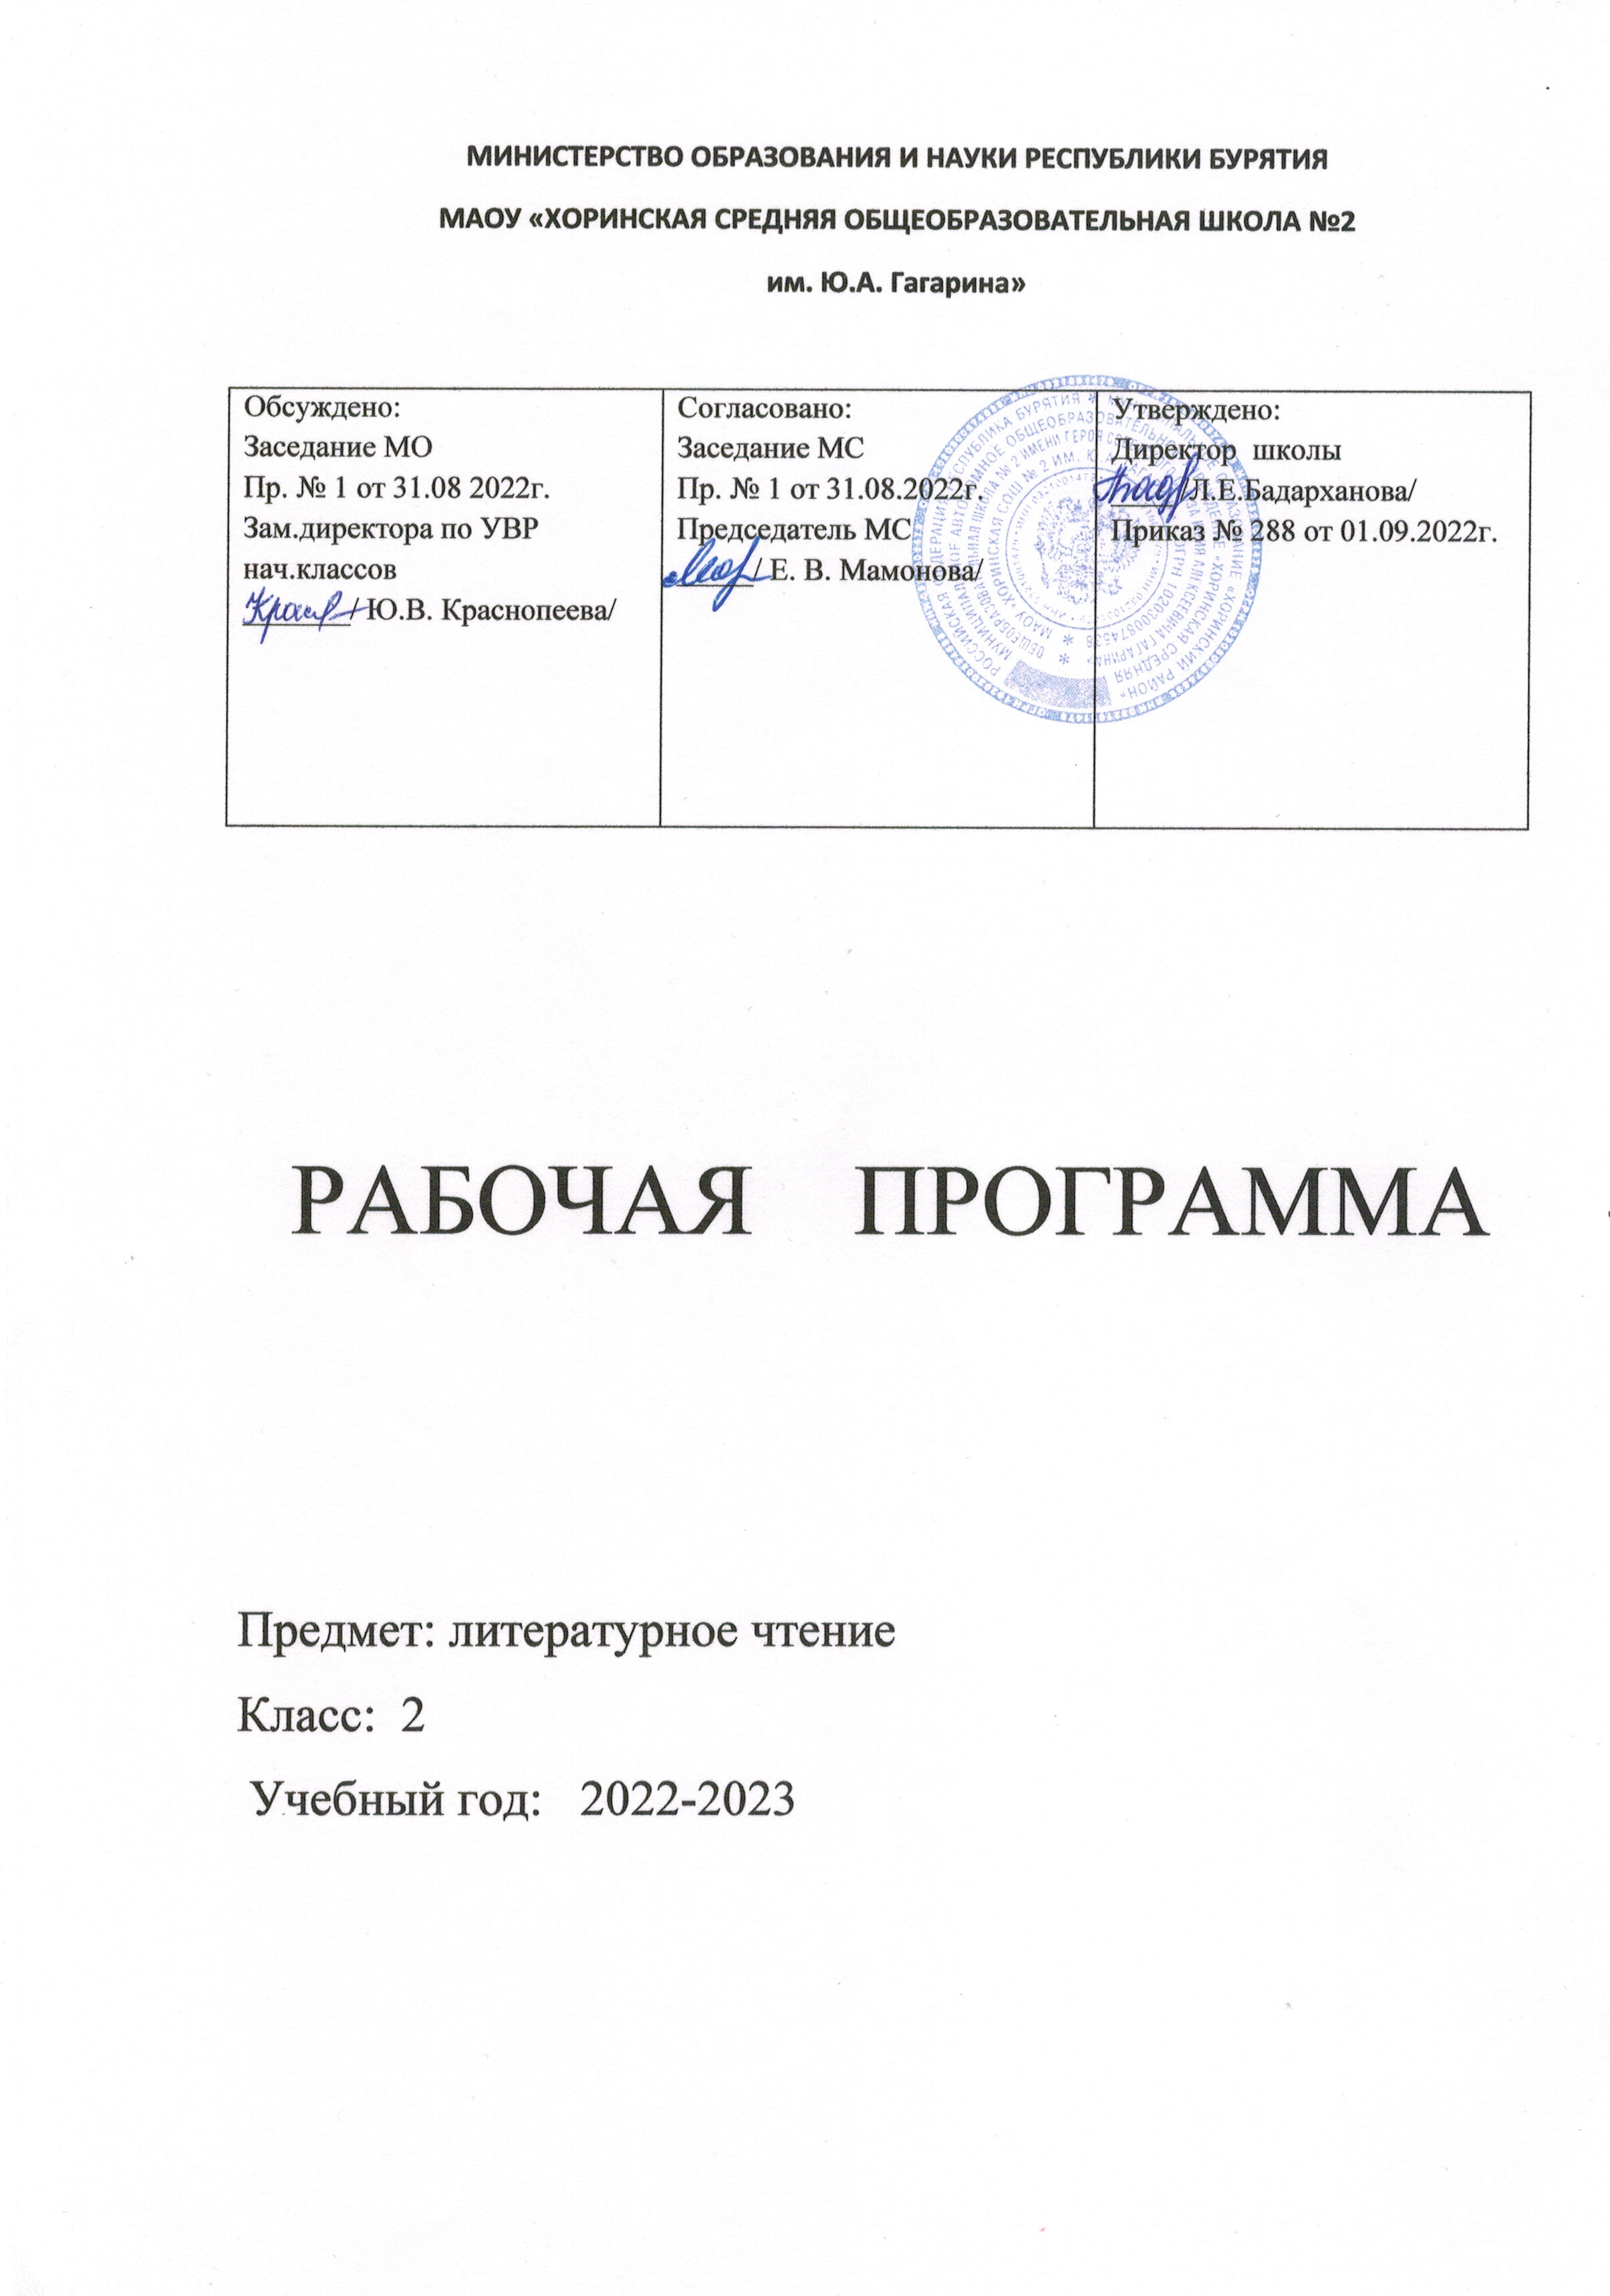 МИНИСТЕРСТВО ОБРАЗОВАНИЯ И НАУКИ РЕСПУБЛИКИ БУРЯТИЯ
МАОУ «ХОРИНСКАЯ СРЕДНЯЯ ОБЩЕОБРАЗОВАТЕЛЬНАЯ ШКОЛА №2
им. Ю.А. Гагарина»
Обсуждено:
Заседание МО
Пр. № 1 от 31.08 2022г.
Зам.директора по УВР
нач.классов
/ Ю.В. Краснопеева/
Согласовано:
Заседание МС
Пр. № 1 от 31.08.2022г.
Председатель МС
/ Е. В. Мамонова/
Утверждено:
Директор школы
/Л.Е.Бадарханова/
Приказ № 288 от 01.09.2022г.
РАБОЧАЯ ПРОГРАММА
Предмет: литературное чтение
Класс: 2
Учебный год: 2022-2023